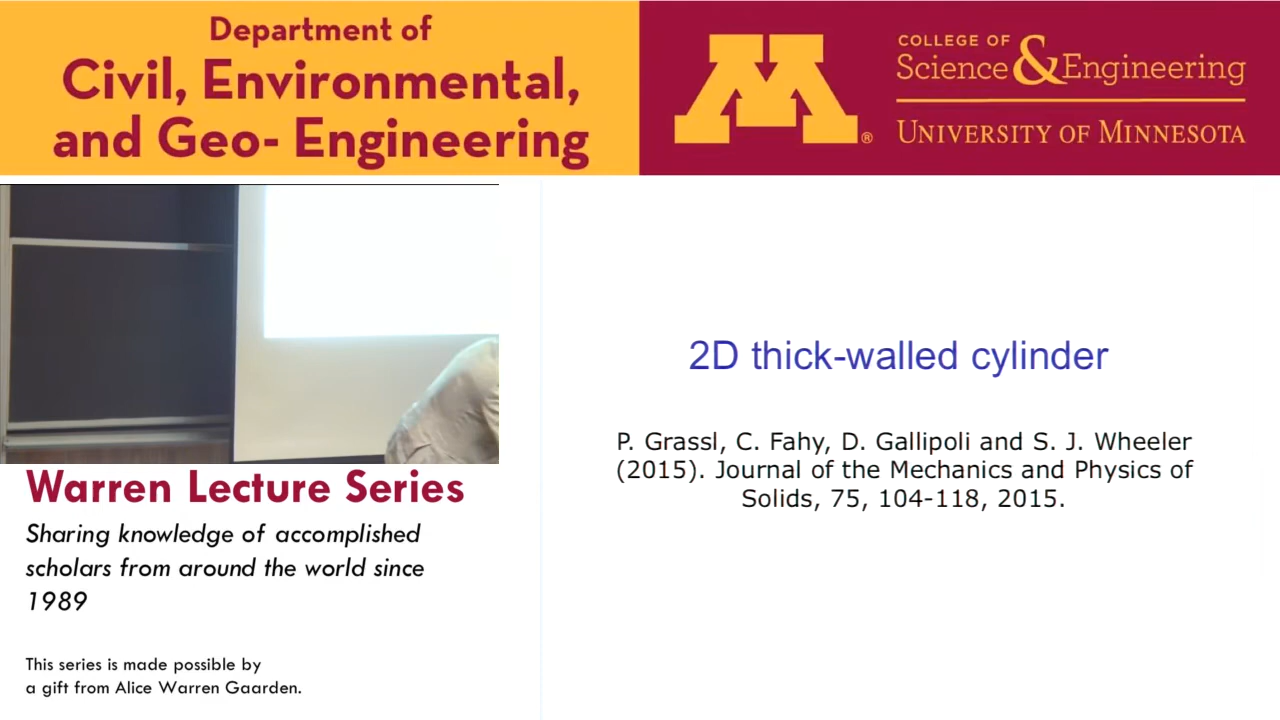 Department of
Civil, Environmental,
and Geo- Engineering
M®
COLLEGE OF
Science & Engineering
UNIVERSITY OF MINNESOTA
2D thick-walled cylinder
P. Grassl, C. Fahy, D. Gallipoli and S. J. Wheeler
(2015). Journal of the Mechanics and Physics of
Solids, 75, 104-118, 2015.
Warren Lecture Series
Sharing knowledge of accomplished
scholars from around the world since
1989
This series is made possible by
a gift from Alice Warren Gaarden.